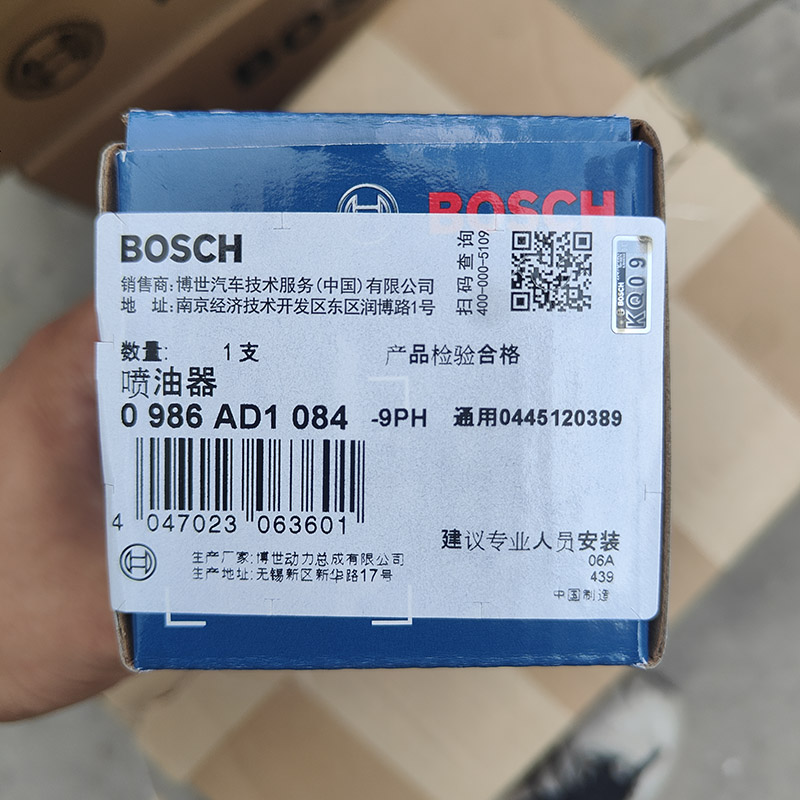 BOSCH
BOSCH
销售商:博世汽车技术服务(中国)有限公司
地 址:南京经济技术开发区东区润博路1号
扫码查询
400-000-5109
BOSCH
KQ09
数量: 1支 产品检验合格
喷油器
0 986 AD1 084 -9PH 通用0445120389
4 047023 063601
建议专业人员安装
生产厂家:博世动力总成有限公司
生产地址:无锡新区新华路17号
06A
439
中国制造